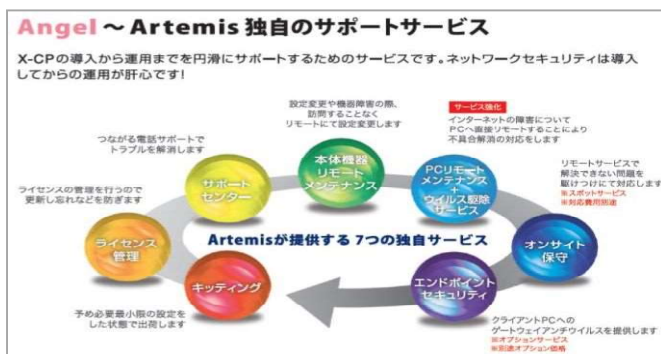 Angel ～ Artemis 独自のサポートサービス
X-CPの導入から運用までを円滑にサポートするためのサービスです。ネットワークセキュリティは導入
してからの運用が肝心です!
設定変更や機器障害の際、
訪問することなく
リモートにて設定変更します
サービス強化
インターネットの障害について
PCへ直接リモートすることにより
不具合解消の対応をします
つながる電話サポートで
トラブルを解消します
リモートサービスで
解決できない問題を
駆けつけにて対応します
※スポットサービス
※対応費用別途
ライセンスの管理を行うので
更新し忘れなどを防ぎます
サポート
センター
本体機器
リモート
メンテナンス
PCリモート
メンテナンス
+
ウイルス駆除
サービス
ライセンス
管理
Artemisが提供する 7つの独自サービス
オンサイト
保守
キッティング
エンドポイント
セキュリティ
予め必要最小限の設定を
した状態で出荷します
クライアントPCへの
ゲートウェイアンチウイルスを提供します
※オプションサービス
※別途オプション価格